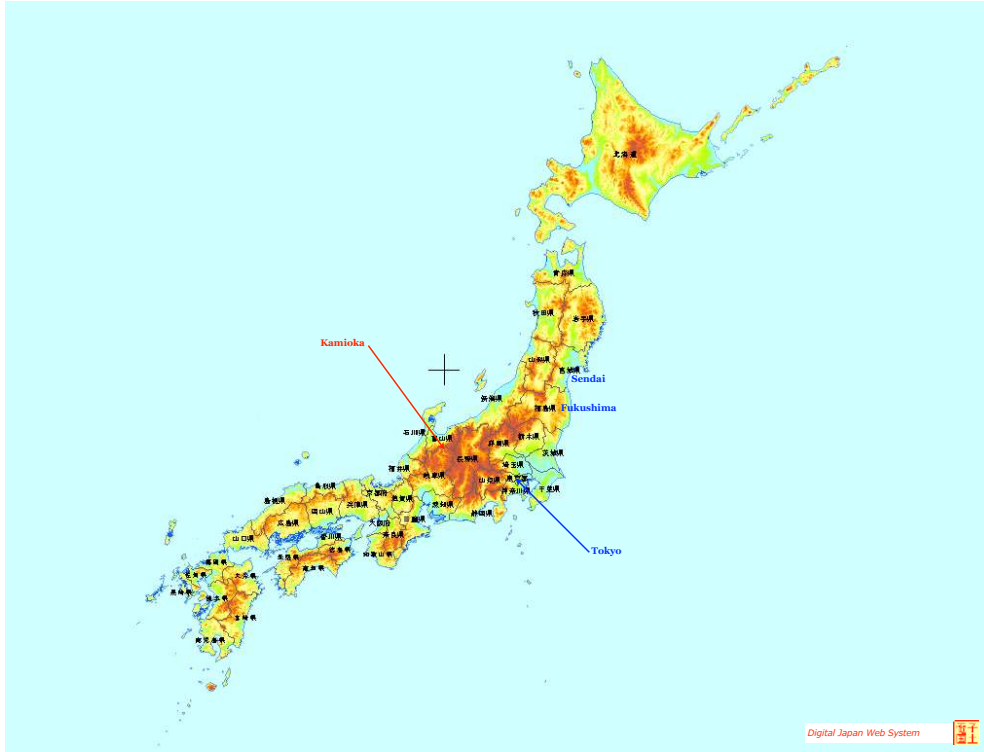 北海道
青森県
秋田県
岩手県
Kamioka
山形県
宮城県
Sendai
新潟県
福島県
Fukushima
石川県
富山県
群馬県
栃木県
長野県
茨城県
福井県
岐阜県
埼玉県
山梨県
東京都
神奈川県
千葉県
鳥取県
京都府
島根県
兵庫県
滋賀県
愛知県
静岡県
岡山県
広島県
大阪府
三重県
奈良県
山口県
香川県
徳島県
和歌山県
Tokyo
愛媛県
高知県
福岡県
佐賀県
大分県
長崎県
熊本県
宮崎県
鹿児島県
Digital Japan Web System